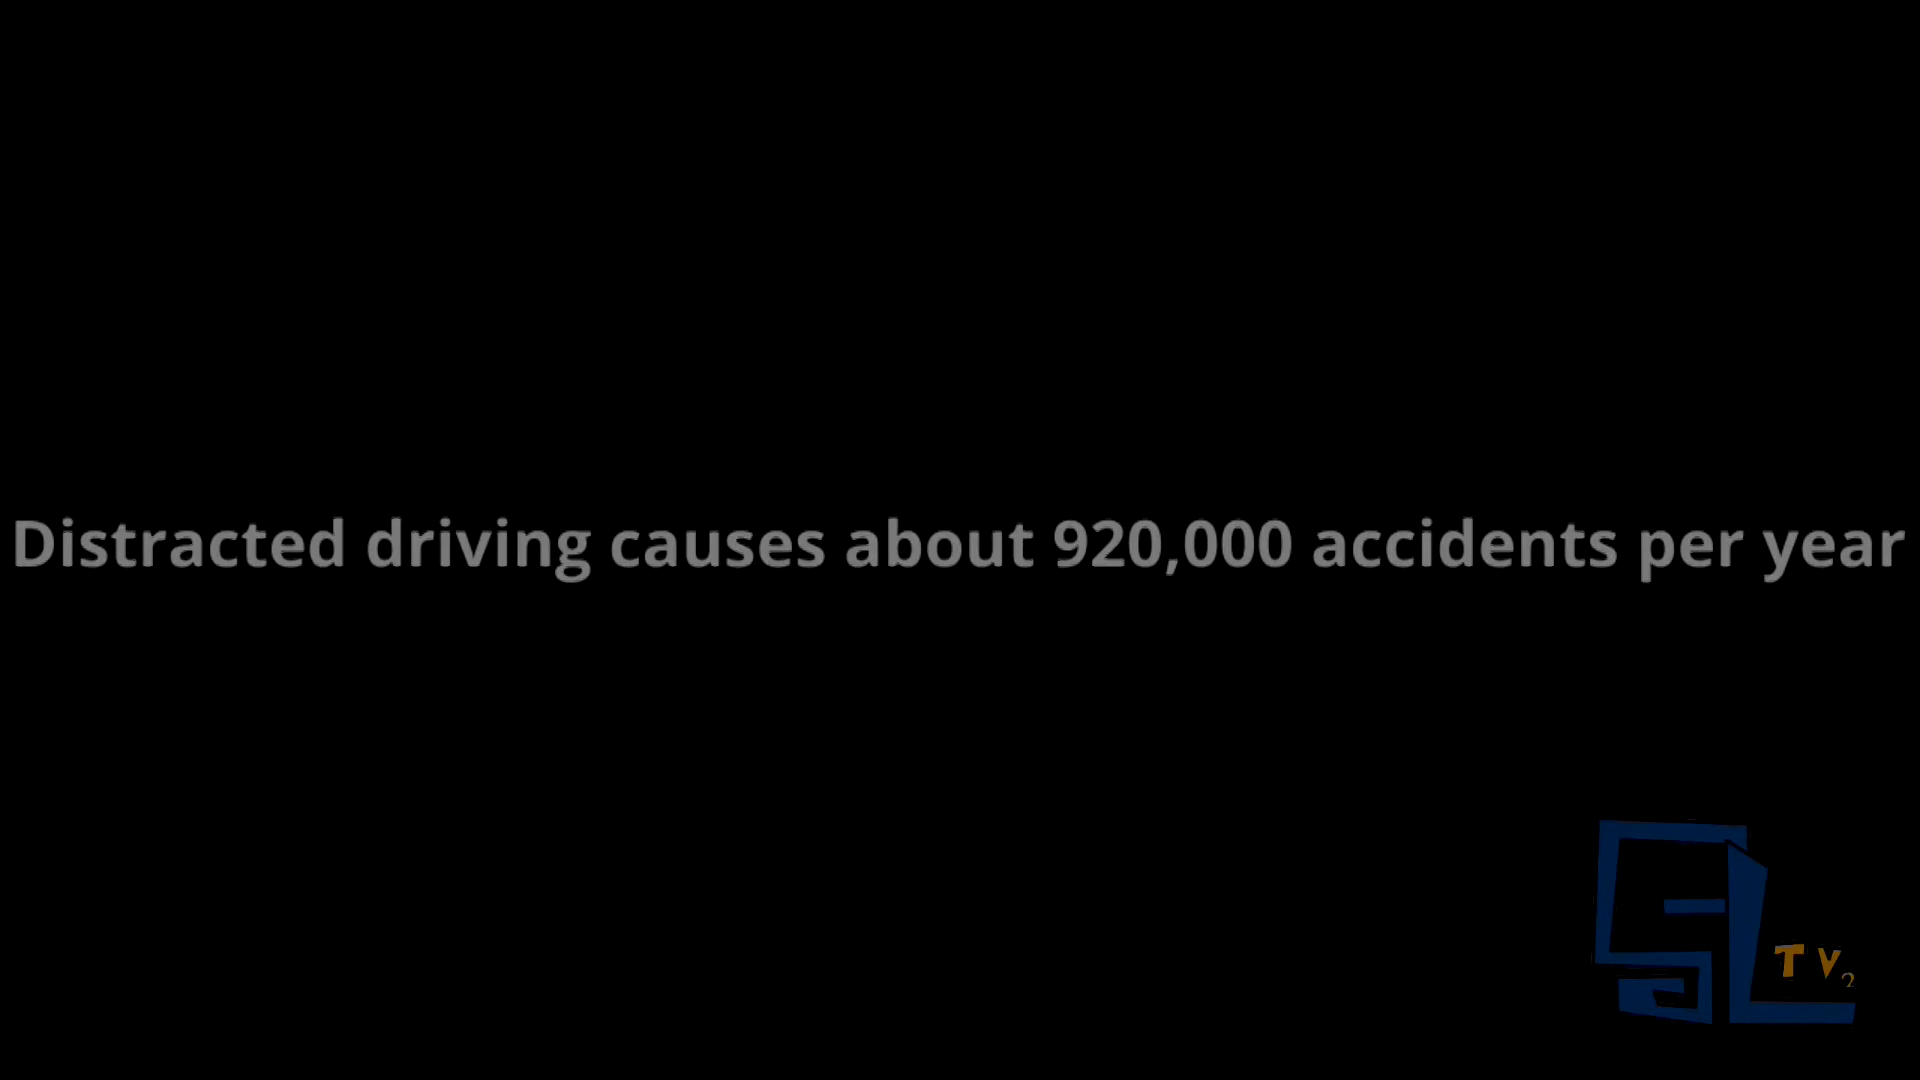 Distracted driving causes about 920,000 accidents per year
SL
TV2